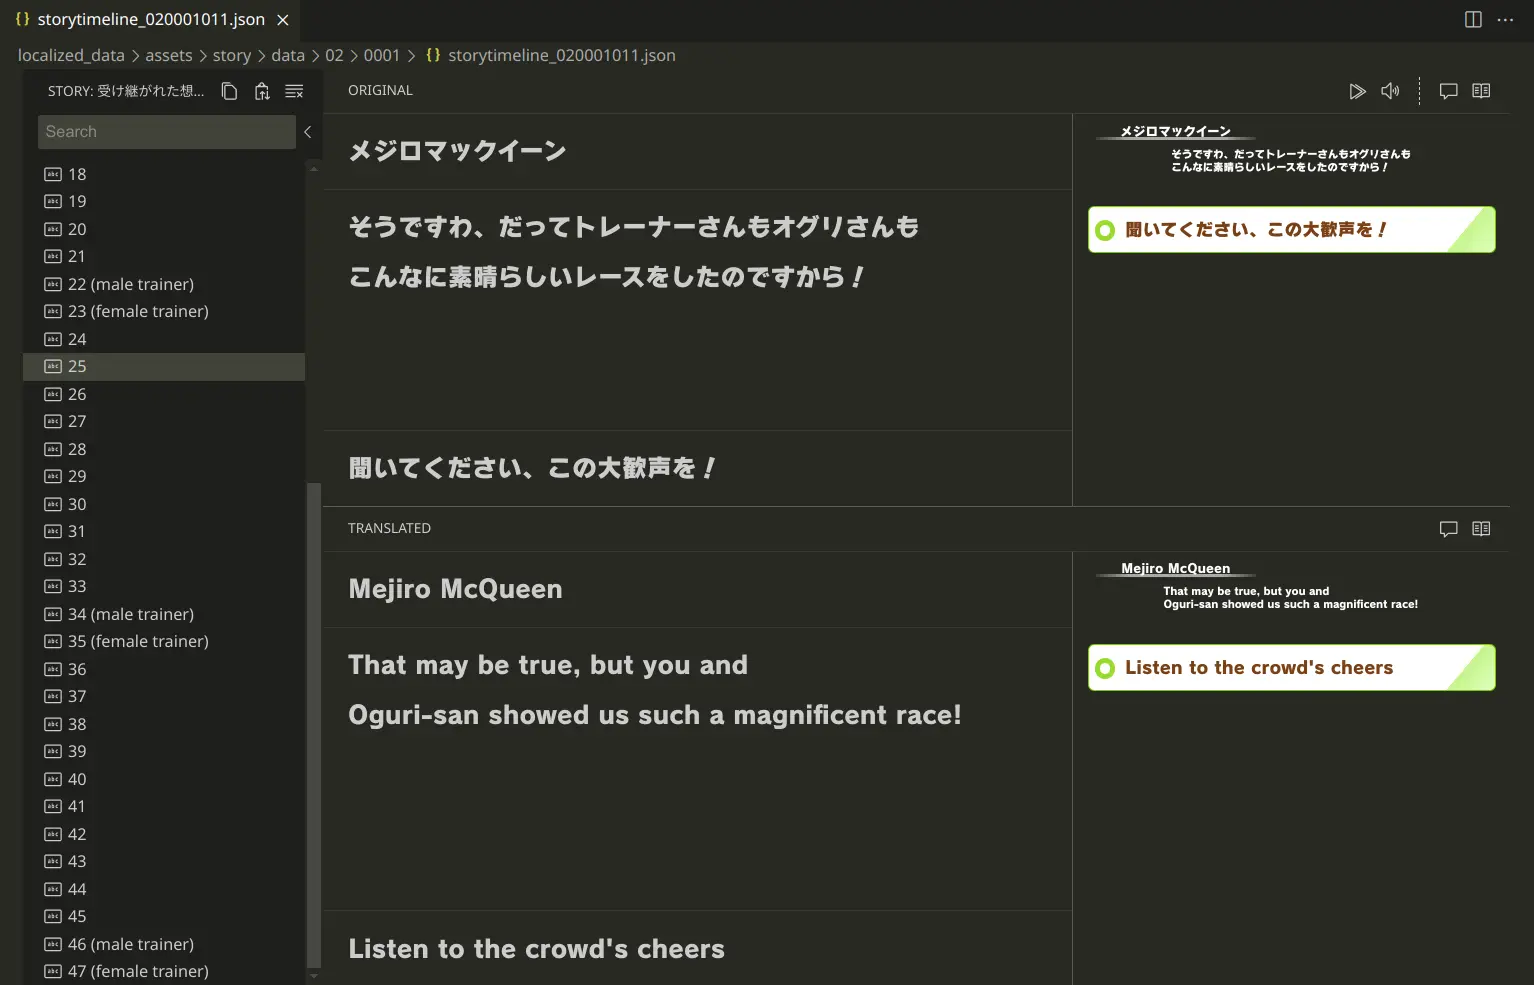 {} storytimeline_020001011.json ×
localized_data > assets > story > data > 02 > 0001 > {} storytimeline_020001011.json
STORY: 受け継がれた想...
Search
18
19
20
21
22 (male trainer)
23 (female trainer)
24
25
26
27
28
29
30
31
32
33
34 (male trainer)
35 (female trainer)
36
37
38
39
40
41
42
43
44
45
46 (male trainer)
47 (female trainer)
ORIGINAL
メジロマックイーン
そうですわ、だってトレーナーさんもオグリさんも
こんなに素晴らしいレースをしたのですから！
聞いてください、この大歓声を！
メジロマックイーン
そうですわ、だってトレーナーさんもオグリさんも
こんなに素晴らしいレースをしたのですから！
聞いてください、この大歓声を！
TRANSLATED
Mejiro McQueen
That may be true, but you and
Oguri-san showed us such a magnificent race!
Listen to the crowd's cheers
Mejiro McQueen
That may be true, but you and
Oguri-san showed us such a magnificent race!
Listen to the crowd's cheers